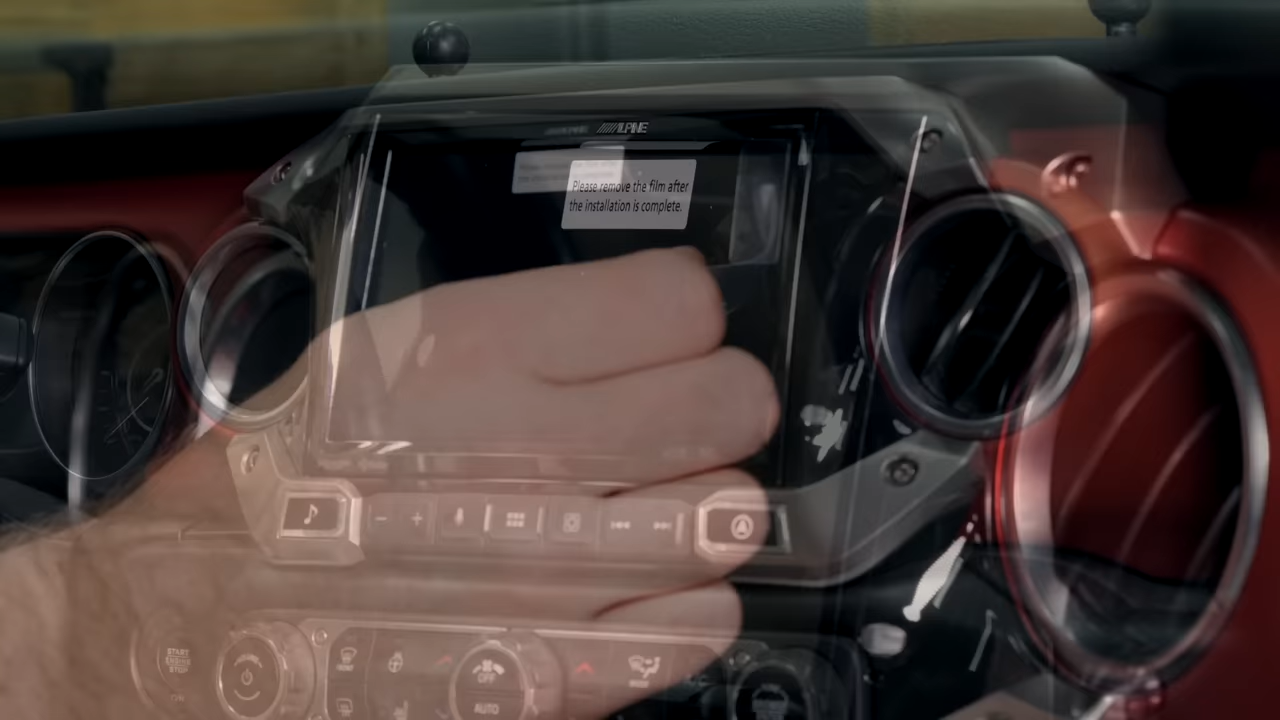 ALPINE
Please remove the film after
the installation is complete.
START
ENGINE
STOP
OFF
AUTO